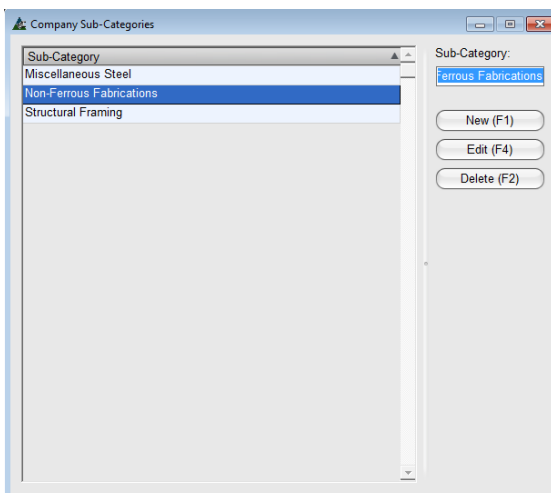 Company Sub-Categories
Sub-Category
Miscellaneous Steel
Non-Ferrous Fabrications
Structural Framing
Sub-Category:
Ferrous Fabrications
New (F1)
Edit (F4)
Delete (F2)